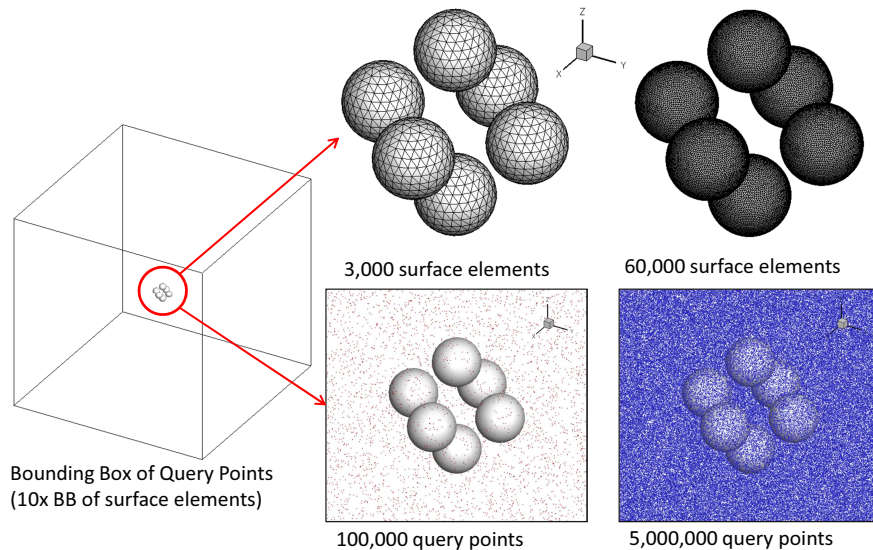 Z
X
Y
3,000 surface elements
60,000 surface elements
Bounding Box of Query Points
(10x BB of surface elements)
100,000 query points
5,000,000 query points